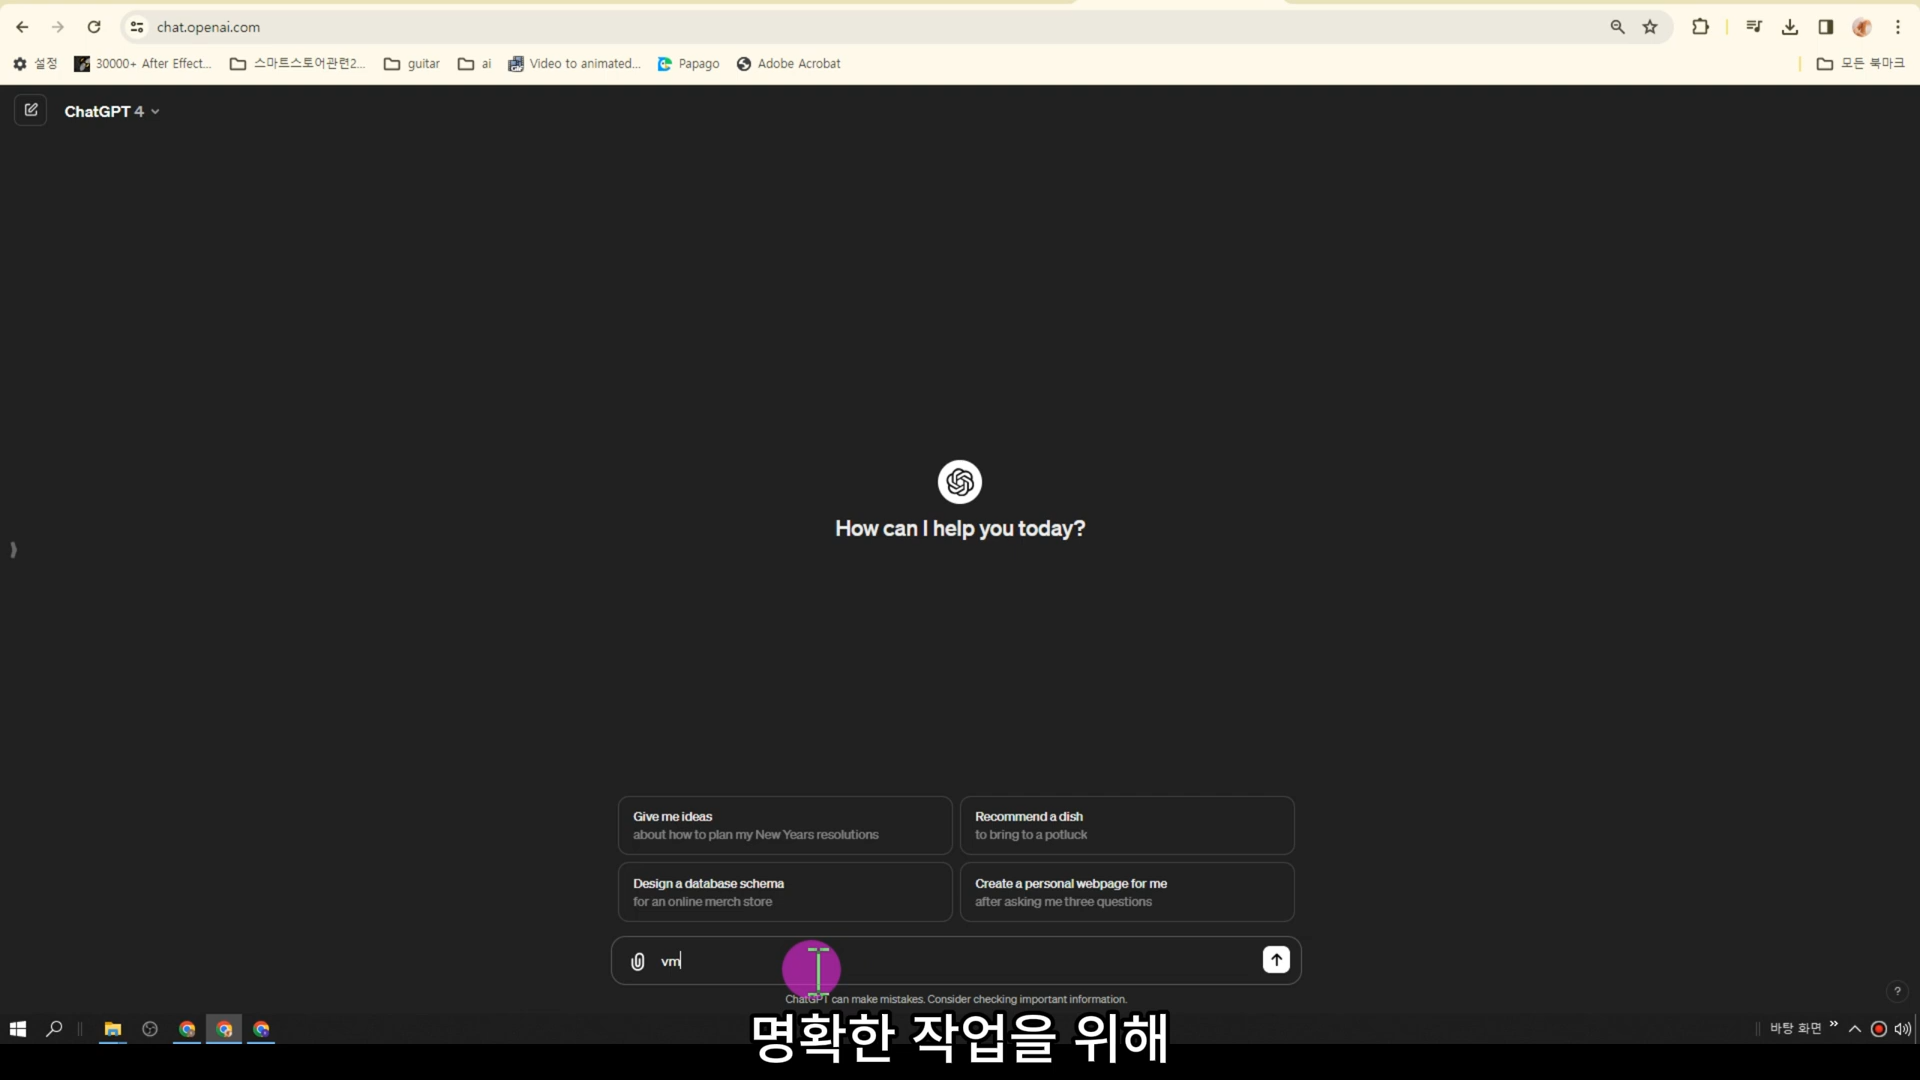 chat.openai.com
설정
30000+ After Effect...
스마트스토어관련2...
guitar
ai
Video to animated...
Papago
Adobe Acrobat
모든 북마크
ChatGPT 4
How can I help you today?
Give me ideas
about how to plan my New Years resolutions
Recommend a dish
to bring to a potluck
Design a database schema
for an online merch store
Create a personal webpage for me
after asking me three questions
vm
ChatGPT can make mistakes. Consider checking important information.
?
바탕 화면
명확한 작업을 위해